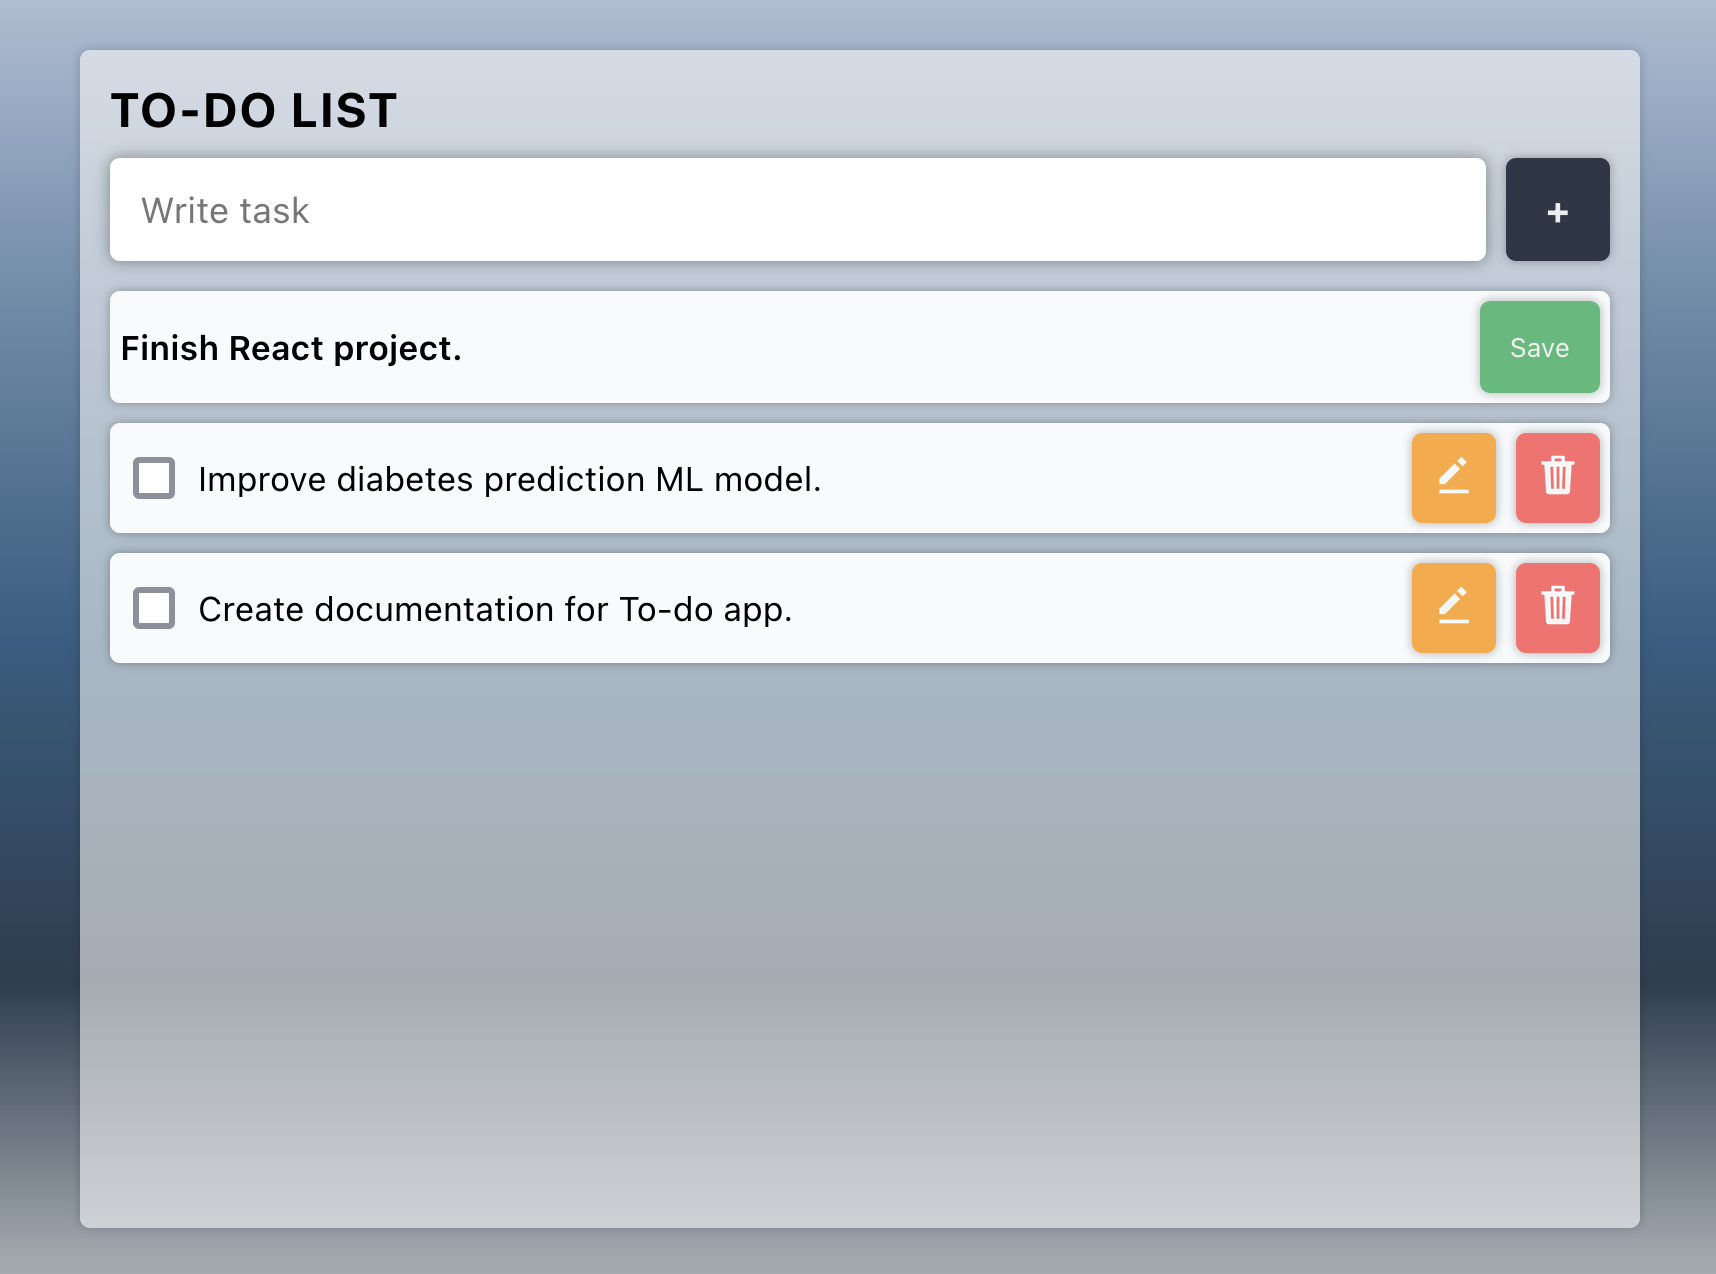 TO-DO LIST
Write task
+
Finish React project.
Save
Improve diabetes prediction ML model.
Create documentation for To-do app.